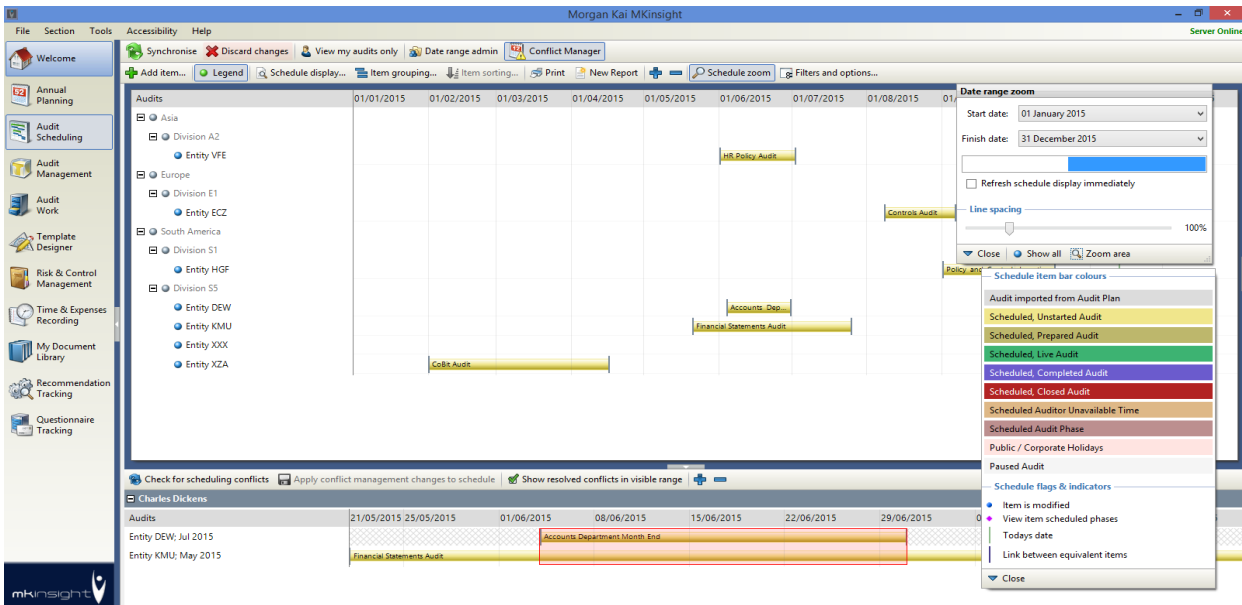 Morgan Kai MKinsight
File Section Tools Accessibility Help
Server Online
Welcome
Annual
Planning
Audit
Scheduling
Audit
Management
Audit
Work
Template
Designer
Risk & Control
Management
Time & Expenses
Recording
My Document
Library
Recommendation
Tracking
Questionnaire
Tracking
mkinsight
Synchronise Discard changes View my audits only Date range admin Conflict Manager
Add item... Legend Schedule display... Item grouping... Item sorting... Print New Report Schedule zoom Filters and options...
Audits 01/01/2015 01/02/2015 01/03/2015 01/04/2015 01/05/2015 01/06/2015 01/07/2015 01/08/2015 01/
Asia
Division A2
Entity VFE HR Policy Audit
Europe
Division E1
Entity ECZ Controls Audit
South America
Division S1
Entity HGF Policy and
Division S5
Entity DEW Accounts Dep...
Entity KMU Financial Statements Audit
Entity XXX
Entity XZA CoBit Audit
Date range zoom
Start date: 01 January 2015
Finish date: 31 December 2015
Refresh schedule display immediately
Line spacing
100%
Close Show all Zoom area
Schedule item bar colours
Audit imported from Audit Plan
Scheduled, Unstarted Audit
Scheduled, Prepared Audit
Scheduled, Live Audit
Scheduled, Completed Audit
Scheduled, Closed Audit
Scheduled Auditor Unavailable Time
Scheduled Audit Phase
Public / Corporate Holidays
Paused Audit
Schedule flags & indicators
Item is modified
View item scheduled phases
Todays date
Link between equivalent items
Close
Check for scheduling conflicts Apply conflict management changes to schedule Show resolved conflicts in visible range
Charles Dickens
Audits 21/05/2015 25/05/2015 01/06/2015 08/06/2015 15/06/2015 22/06/2015 29/06/2015 0
Entity DEW; Jul 2015 Accounts Department Month End
Entity KMU; May 2015 Financial Statements Audit